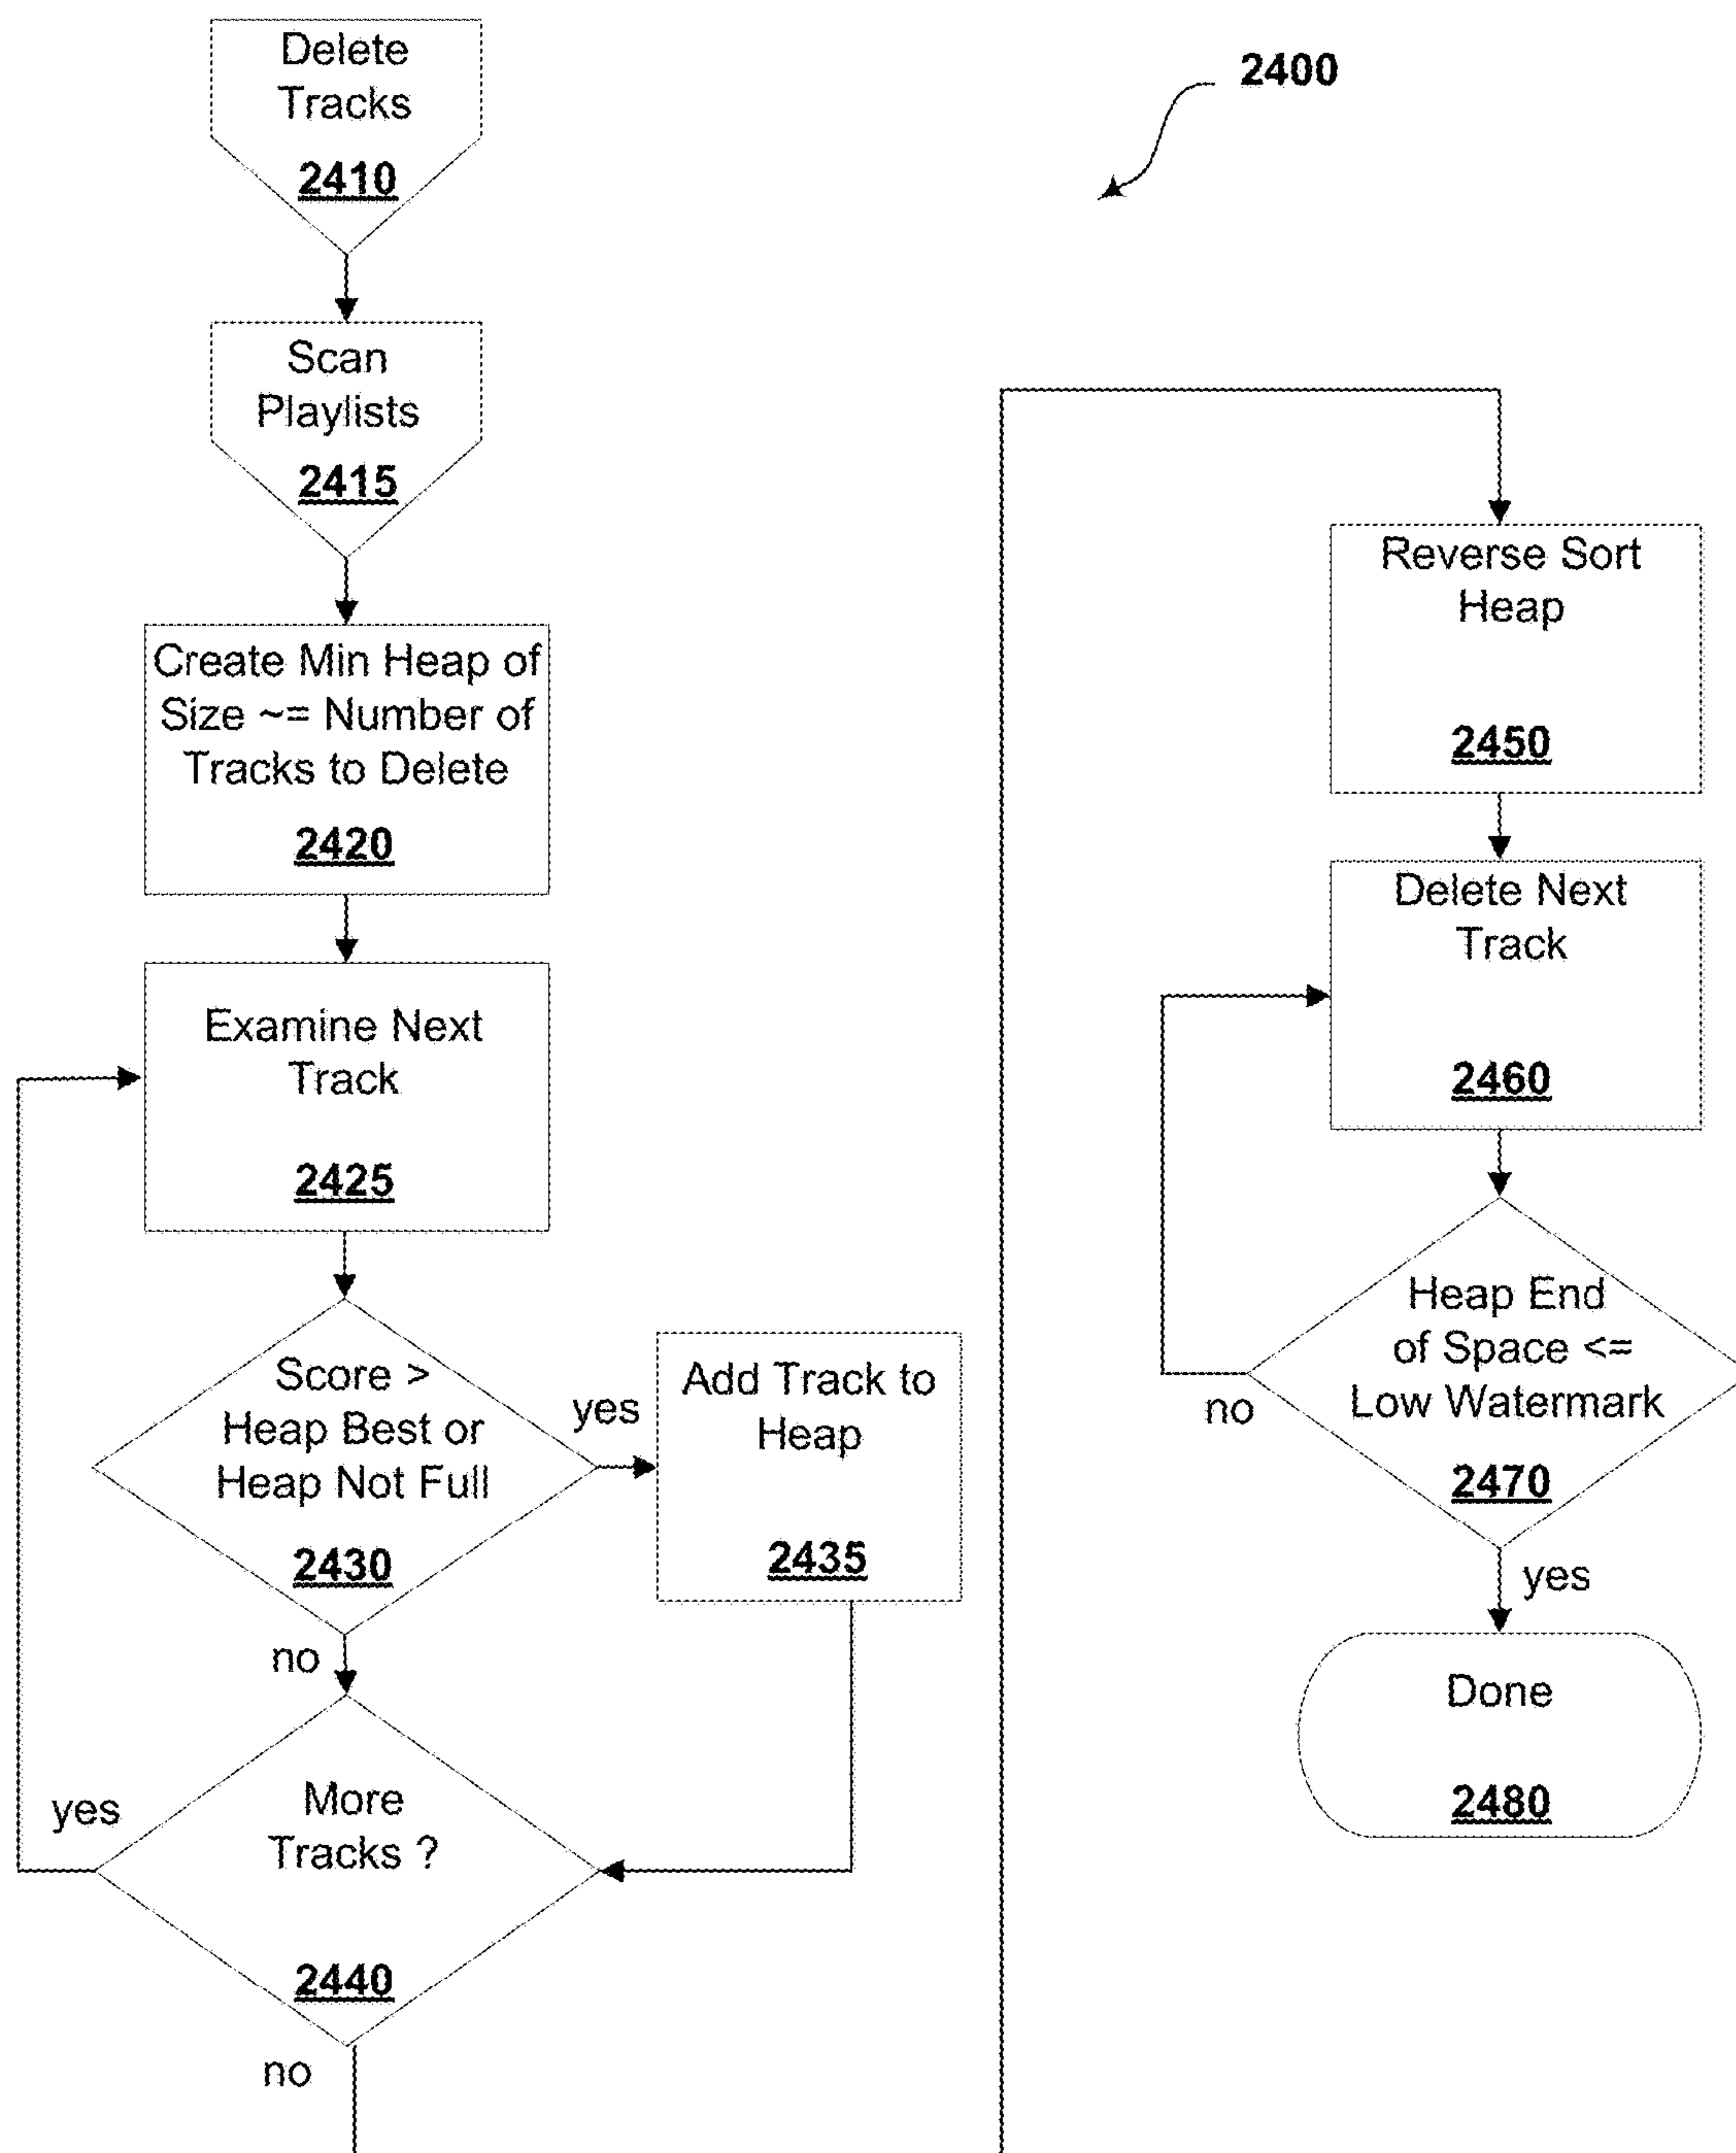 Delete
Tracks
2410
2400
Scan
Playlists
2415
Create Min Heap of
Size ~= Number of
Tracks to Delete
2420
Examine Next
Track
2425
Score >
Heap Best or
Heap Not Full
2430
yes
Add Track to
Heap
2435
no
More
Tracks ?
2440
yes
no
Reverse Sort
Heap
2450
Delete Next
Track
2460
Heap End
of Space <=
Low Watermark
2470
no
yes
Done
2480